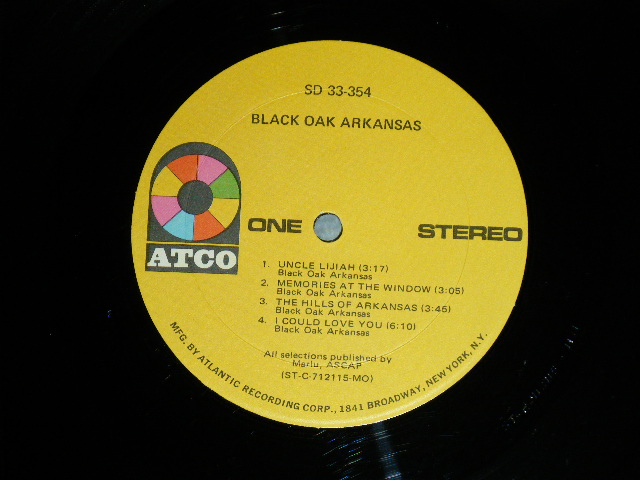 SD 33-354
BLACK OAK ARKANSAS
ATCO
ONE
STEREO
1. UNCLE LIJIAH (3:17)
Black Oak Arkansas
2. MEMORIES AT THE WINDOW (3:05)
Black Oak Arkansas
3. THE HILLS OF ARKANSAS (3:45)
Black Oak Arkansas
4. I COULD LOVE YOU (6:10)
Black Oak Arkansas
All selections published by
Marlu, ASCAP
(ST-C-712115-MO)
MFG. BY ATLANTIC RECORDING CORP., 1841 BROADWAY, NEW YORK, N.Y.